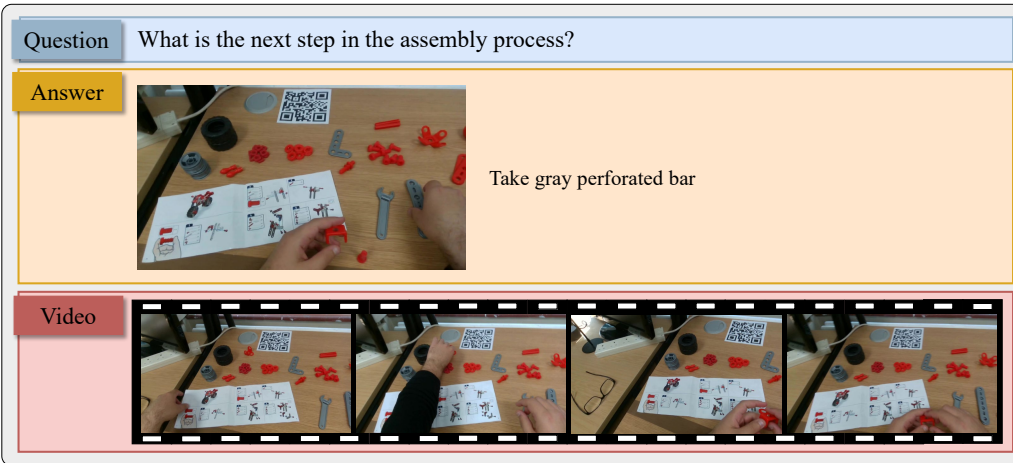 Question
What is the next step in the assembly process?
Answer
Take gray perforated bar
Video